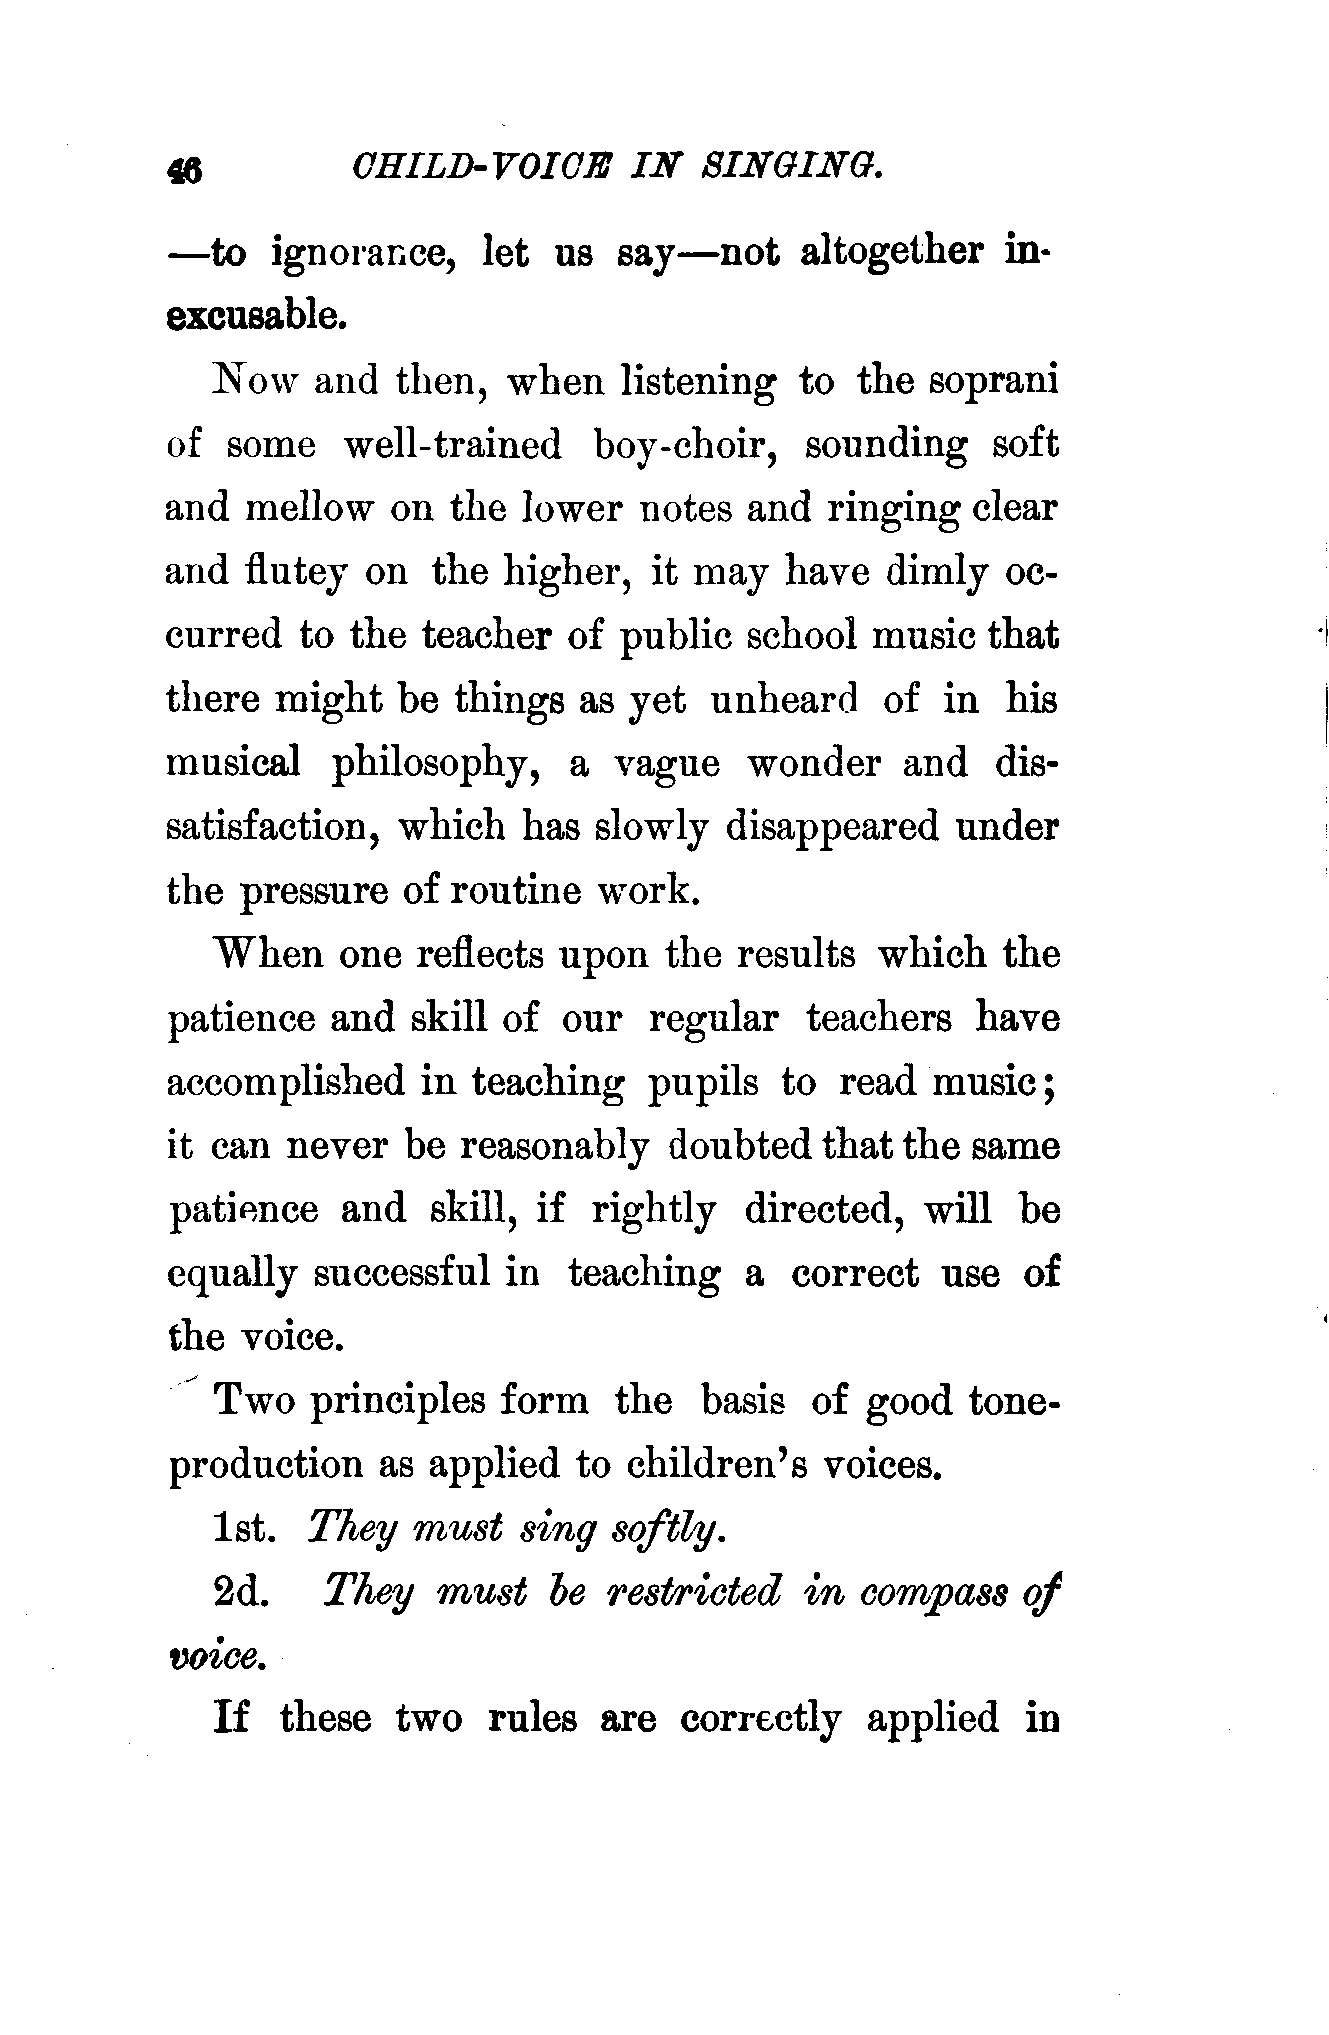 46 CHILD-VOICE IN SINGING.
—to ignorance, let us say—not altogether in-
excusable.
Now and then, when listening to the soprani
of some well-trained boy-choir, sounding soft
and mellow on the lower notes and ringing clear
and flutey on the higher, it may have dimly oc-
curred to the teacher of public school music that
there might be things as yet unheard of in his
musical philosophy, a vague wonder and dis-
satisfaction, which has slowly disappeared under
the pressure of routine work.
When one reflects upon the results which the
patience and skill of our regular teachers have
accomplished in teaching pupils to read music;
it can never be reasonably doubted that the same
patience and skill, if rightly directed, will be
equally successful in teaching a correct use of
the voice.
Two principles form the basis of good tone-
production as applied to children's voices.
1st. They must sing softly.
2d. They must be restricted in compass of
voice.
If these two rules are correctly applied in